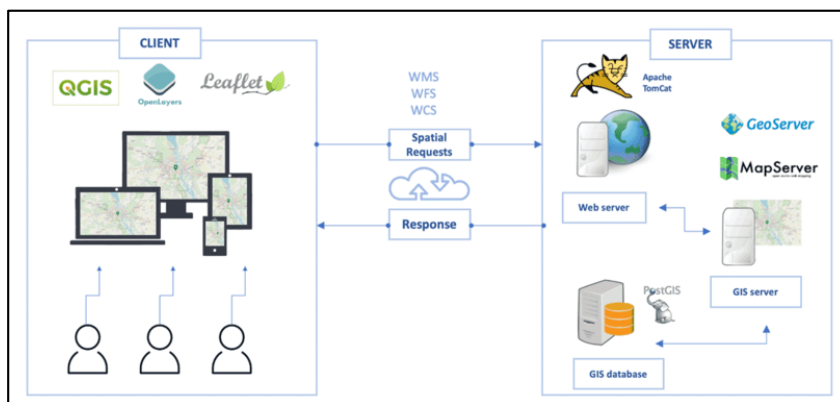 CLIENT
QGIS
OpenLayers
Leaflet
WMS
WFS
WCS
Spatial
Requests
Response
SERVER
Apache
TomCat
GeoServer
MapServer
Web server
GIS server
PostGIS
GIS database